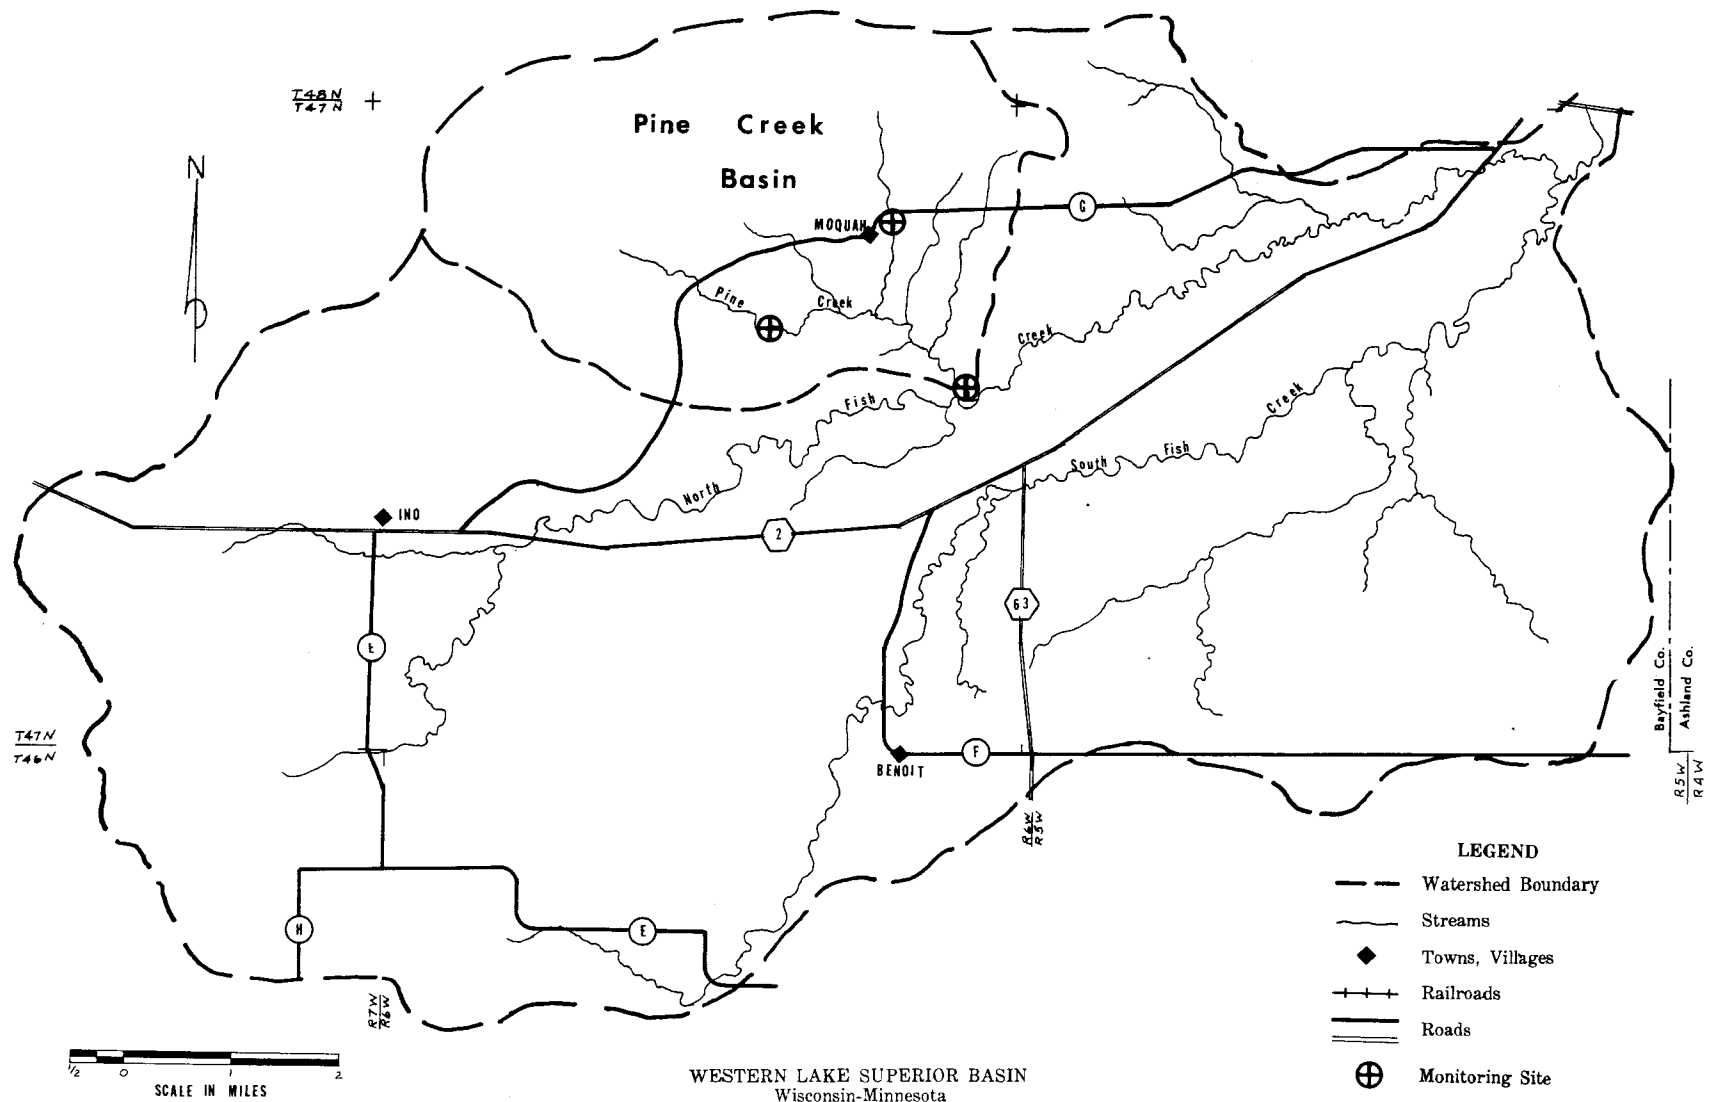 T48N
T47N
Pine Creek
Basin
N
MOQUAH
G
Pine Creek
Creek
Fish
North
INO
2
South Fish Creek
63
E
T47N
T46N
BENOIT
F
Bayfield Co.
Ashland Co.
R5W
R4W
R6W
R5W
H
E
R7W
R6W
LEGEND
Watershed Boundary
Streams
Towns, Villages
Railroads
Roads
Monitoring Site
1/2 0 1 2
SCALE IN MILES
WESTERN LAKE SUPERIOR BASIN
Wisconsin-Minnesota